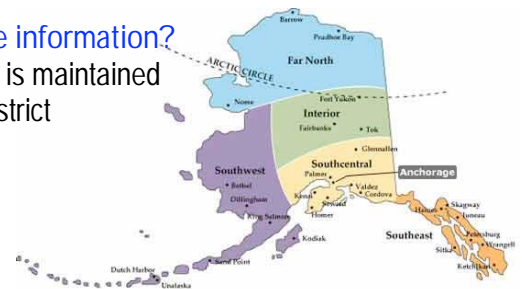 e information?
is maintained
strict
Barrow
Prudhoe Bay
Far North
ARCTIC CIRCLE
Nome
Fort Yukon
Interior
Fairbanks
Tok
Glennallen
Southcentral
Palmer
Anchorage
Southwest
Bethel
Dillingham
King Salmon
Kenai
Seward
Homer
Valdez
Cordova
Kodiak
Haines
Skagway
Juneau
Southeast
Petersburg
Sitka
Wrangell
Ketchikan
Sand Point
Dutch Harbor
Unalaska